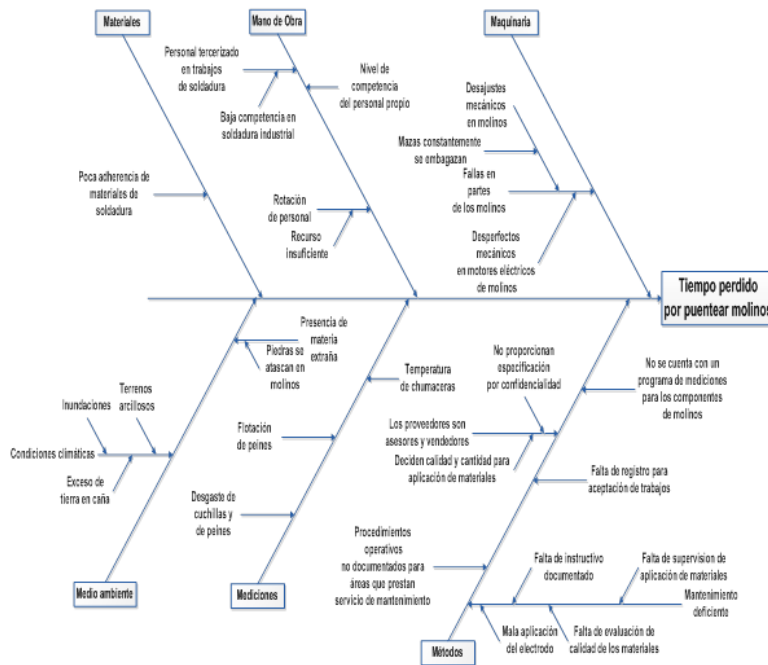 Materiales
Mano de Obra
Maquinaria
Personal tercerizado
en trabajos
de soldadura
Baja competencia en
soldadura industrial
Nivel de
competencia
del personal propio
Desajustes
mecánicos
en molinos
Mazas constantemente
se embagazan
Fallas en
partes
de los molinos
Desperfectos
mecánicos
en motores eléctricos
de molinos
Poca adherencia de
materiales de
soldadura
Rotación
de personal
Recurso
Insuficiente
Tiempo perdido
por puentear molinos
Presencia de
materia
extraña
Piedras se
atascan en
molinos
Terrenos
arcillosos
Inundaciones
Condiciones climáticas
Exceso de
tierra en caña
Temperatura
de chumaceras
Flotación
de peines
Desgaste de
cuchillas y
de peines
No proporcionan
especificación
por confidencialidad
Los proveedores son
asesores y vendedores
Deciden calidad y cantidad para
aplicación de materiales
No se cuenta con un
programa de mediciones
para los componentes
de molinos
Falta de registro para
aceptación de trabajos
Procedimientos
operativos
no documentados para
áreas que prestan
servicio de mantenimiento
Falta de instructivo
documentado
Falta de supervision de
aplicación de materiales
Mantenimiento
deficiente
Mala aplicación
del electrodo
Falta de evaluación de
calidad de los materiales
Medio ambiente
Mediciones
Métodos